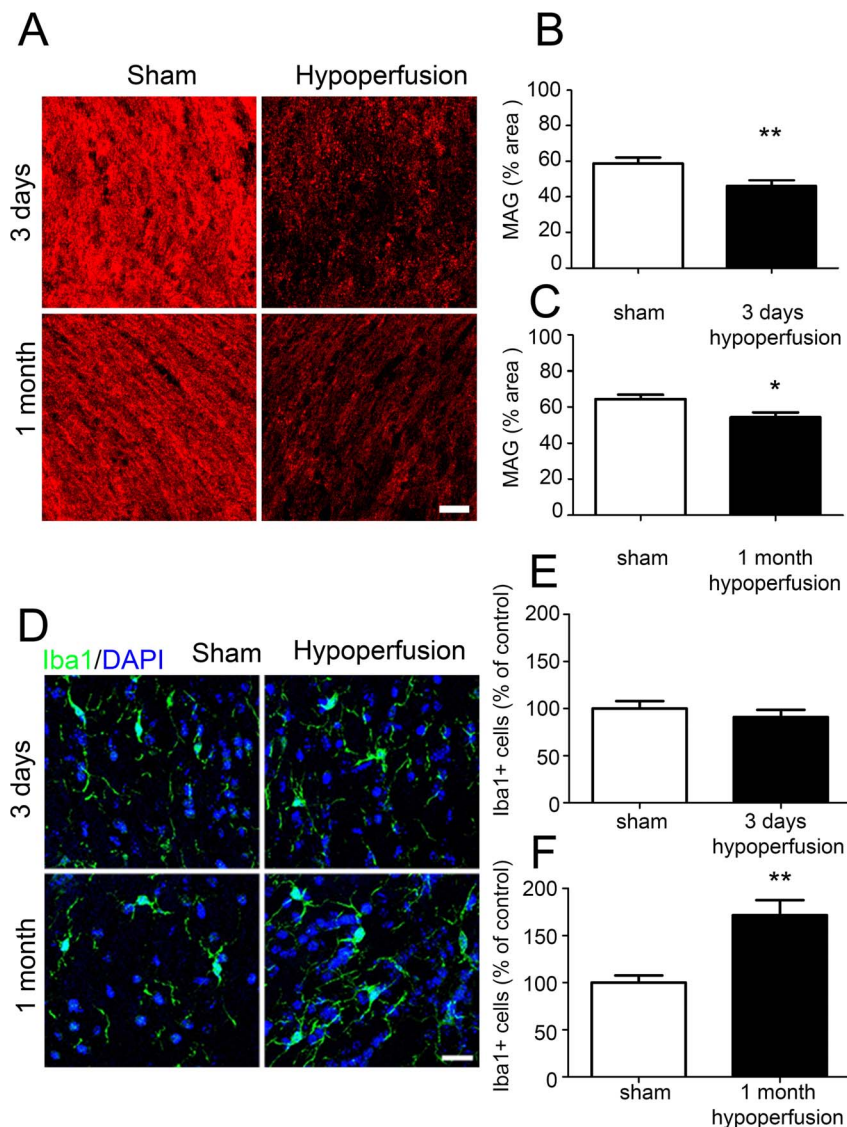 A
Sham Hypoperfusion
3 days
1 month
B
MAG (% area )
100
80
60
40
20
0
**
sham 3 days
hypoperfusion
C
MAG (% area )
100
80
60
40
20
0
*
sham 1 month
hypoperfusion
D
Iba1/DAPI Sham Hypoperfusion
3 days
1 month
E
Iba1+ cells (% of control)
200
150
100
50
0
sham 3 days
hypoperfusion
F
Iba1+ cells (% of control)
200
150
100
50
0
**
sham 1 month
hypoperfusion